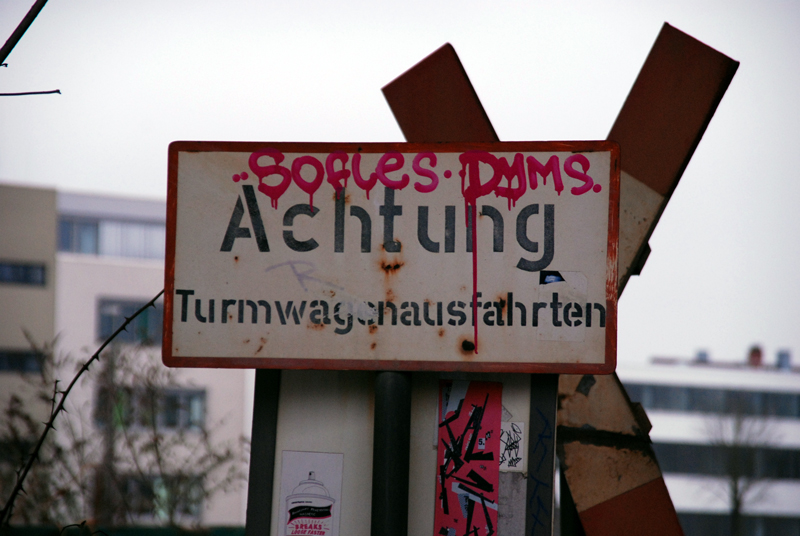 Sofles. Dyms.
Achtung
Turmwagenausfahrten